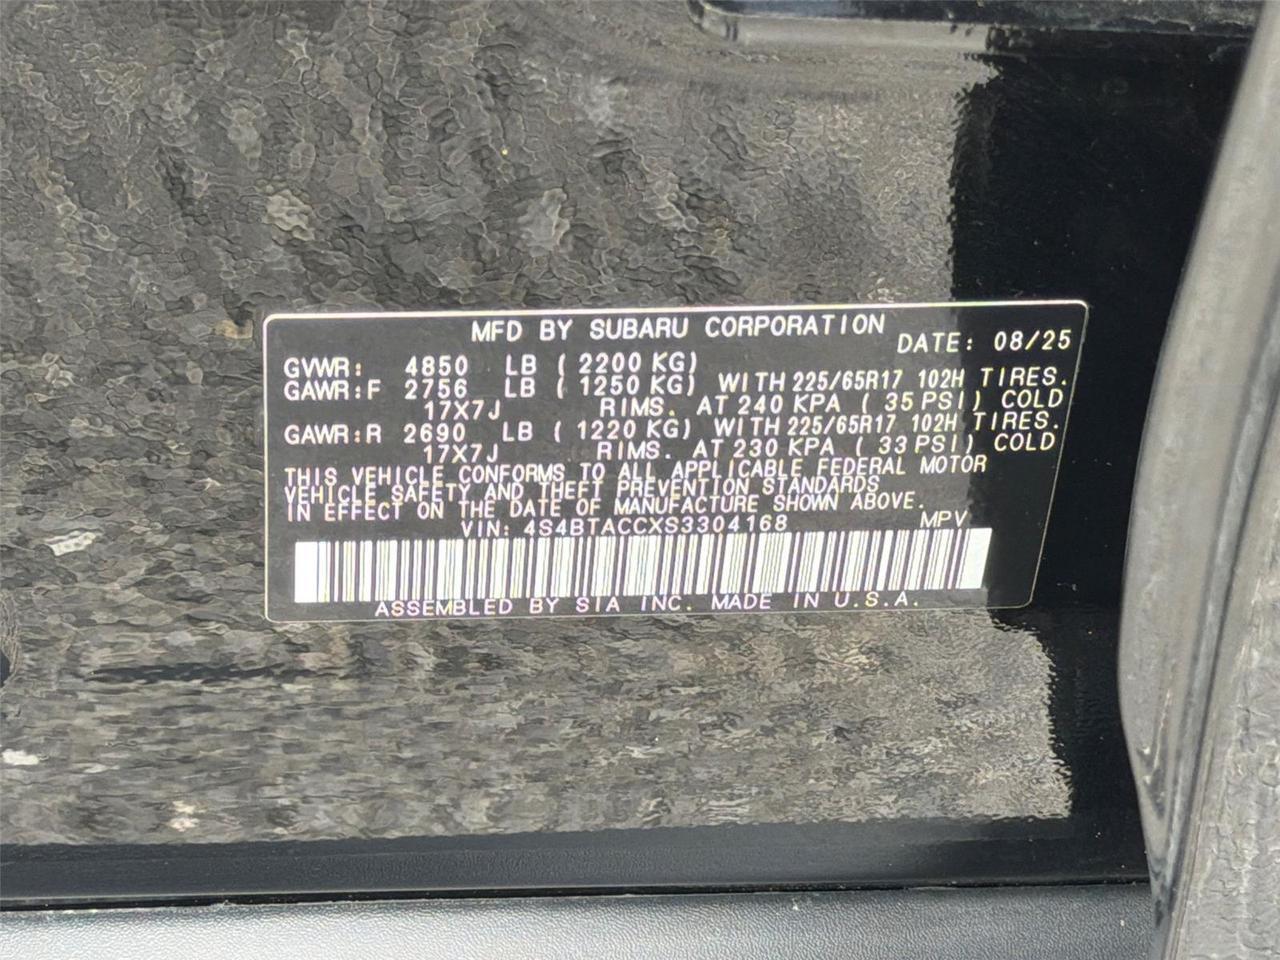 MFD BY SUBARU CORPORATION DATE: 08/25
GVWR: 4850 LB ( 2200 KG)
GAWR:F 2756 LB ( 1250 KG) WITH 225/65R17 102H TIRES.
17X7J RIMS. AT 240 KPA ( 35 PSI) COLD
GAWR:R 2690 LB ( 1220 KG) WITH 225/65R17 102H TIRES.
17X7J RIMS. AT 230 KPA ( 33 PSI) COLD
THIS VEHICLE CONFORMS TO ALL APPLICABLE FEDERAL MOTOR
VEHICLE SAFETY AND THEFT PREVENTION STANDARDS
IN EFFECT ON THE DATE OF MANUFACTURE SHOWN ABOVE.
VIN: 4S4BTACCXS3304168 MPV
ASSEMBLED BY SIA INC. MADE IN U.S.A.